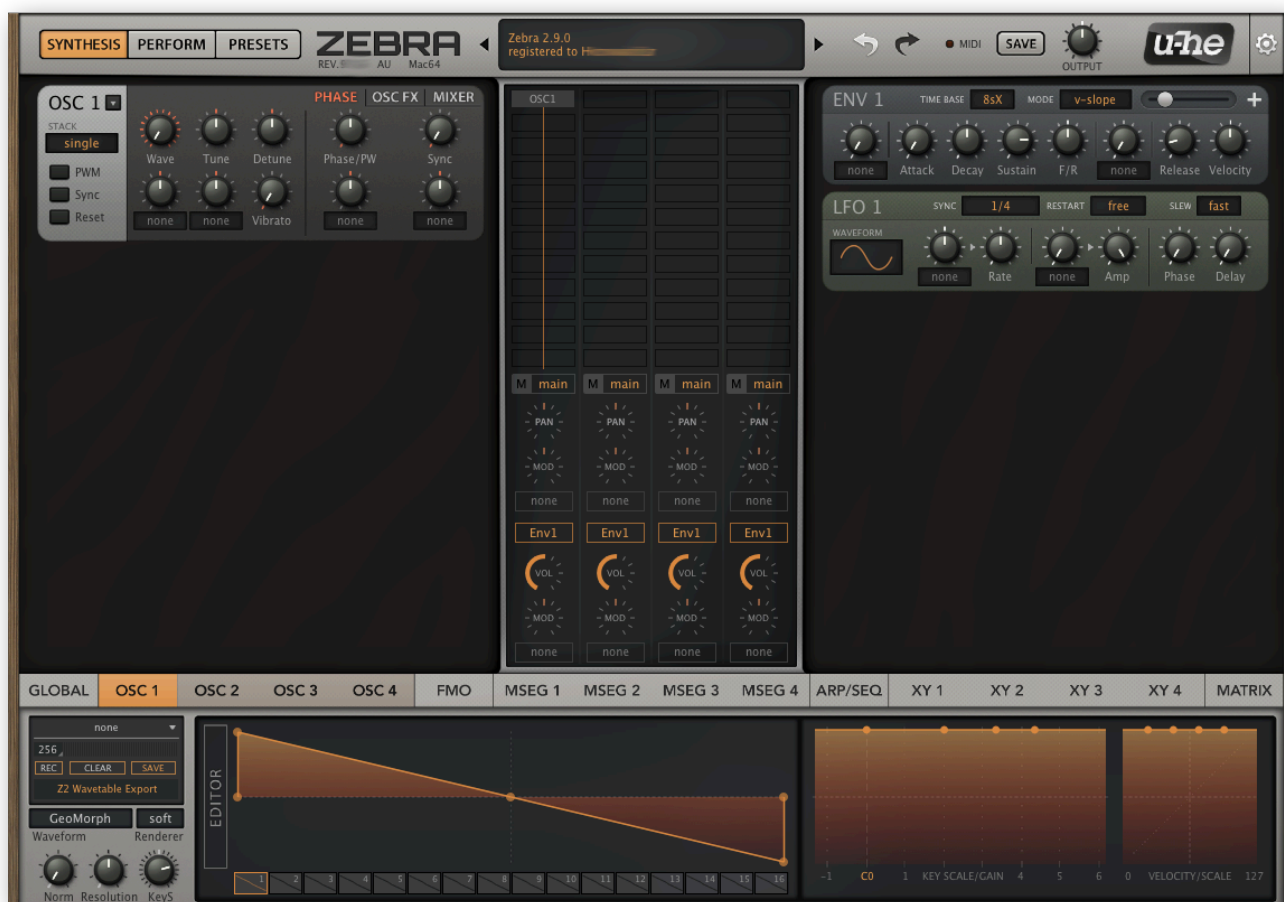 SYNTHESIS PERFORM PRESETS
ZEBRA
REV. AU Mac64
Zebra 2.9.0
registered to
MIDI
SAVE
OUTPUT
u-he
OSC 1
PHASE OSC FX MIXER
STACK
single
PWM
Sync
Reset
Wave Tune Detune Phase/PW Sync
none none Vibrato none none
OSC1
M main M main M main M main
PAN PAN PAN PAN
MOD MOD MOD MOD
none none none none
Env1 Env1 Env1 Env1
VOL VOL VOL VOL
MOD MOD MOD MOD
none none none none
ENV 1 TIME BASE 8sX MODE v-slope +
none Attack Decay Sustain F/R none Release Velocity
LFO 1 SYNC 1/4 RESTART free SLEW fast
WAVEFORM
none Rate none Amp Phase Delay
GLOBAL OSC 1 OSC 2 OSC 3 OSC 4 FMO MSEG 1 MSEG 2 MSEG 3 MSEG 4 ARP/SEQ XY 1 XY 2 XY 3 XY 4 MATRIX
none
256
REC CLEAR SAVE
Z2 Wavetable Export
GeoMorph soft
Waveform Renderer
Norm Resolution KeyS
EDITOR
1 2 3 4 5 6 7 8 9 10 11 12 13 14 15 16
-1 C0 1 KEY SCALE/GAIN 4 5 6 0 VELOCITY/SCALE 127